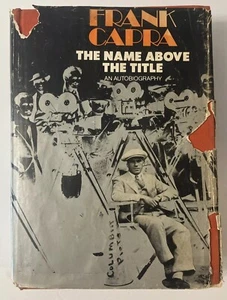 FRANK
CAPRA
THE NAME ABOVE
THE TITLE
AN AUTOBIOGRAPHY